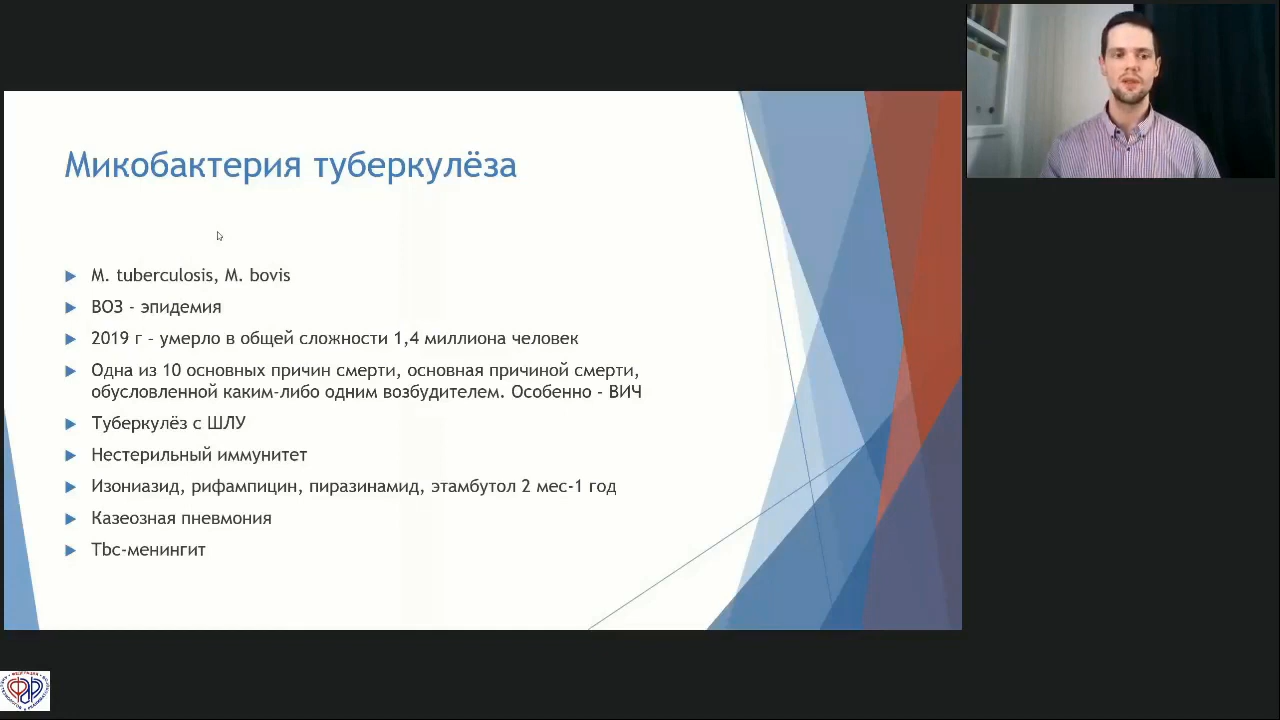 Микобактерия туберкулёза
M. tuberculosis, M. bovis
ВОЗ - эпидемия
2019 г - умерло в общей сложности 1,4 миллиона человек
Одна из 10 основных причин смерти, основная причиной смерти,
обусловленной каким-либо одним возбудителем. Особенно - ВИЧ
Туберкулёз с ШЛУ
Нестерильный иммунитет
Изониазид, рифампицин, пиразинамид, этамбутол 2 мес-1 год
Казеозная пневмония
Tbc-менингит